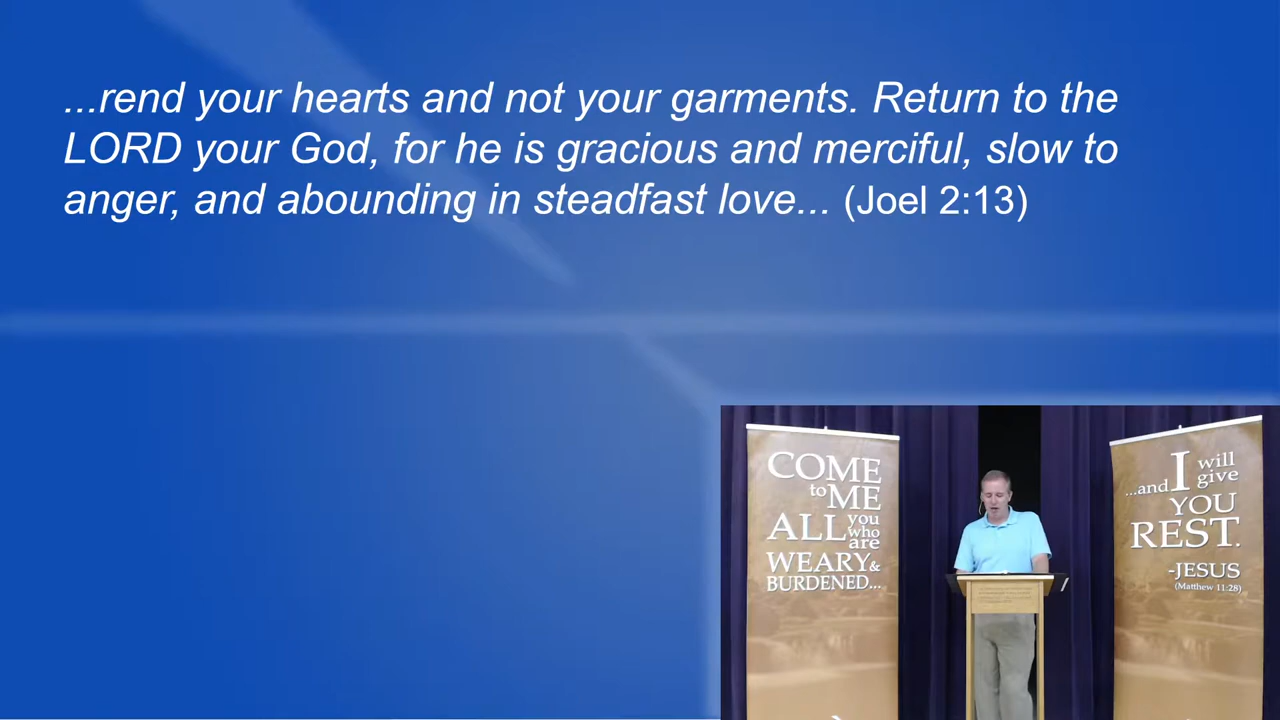 ...rend your hearts and not your garments. Return to the
LORD your God, for he is gracious and merciful, slow to
anger, and abounding in steadfast love... (Joel 2:13)
COME
to ME
ALL you who are
WEARY &
BURDENED...
...and I will give
YOU
REST.
-JESUS
(Matthew 11:28)